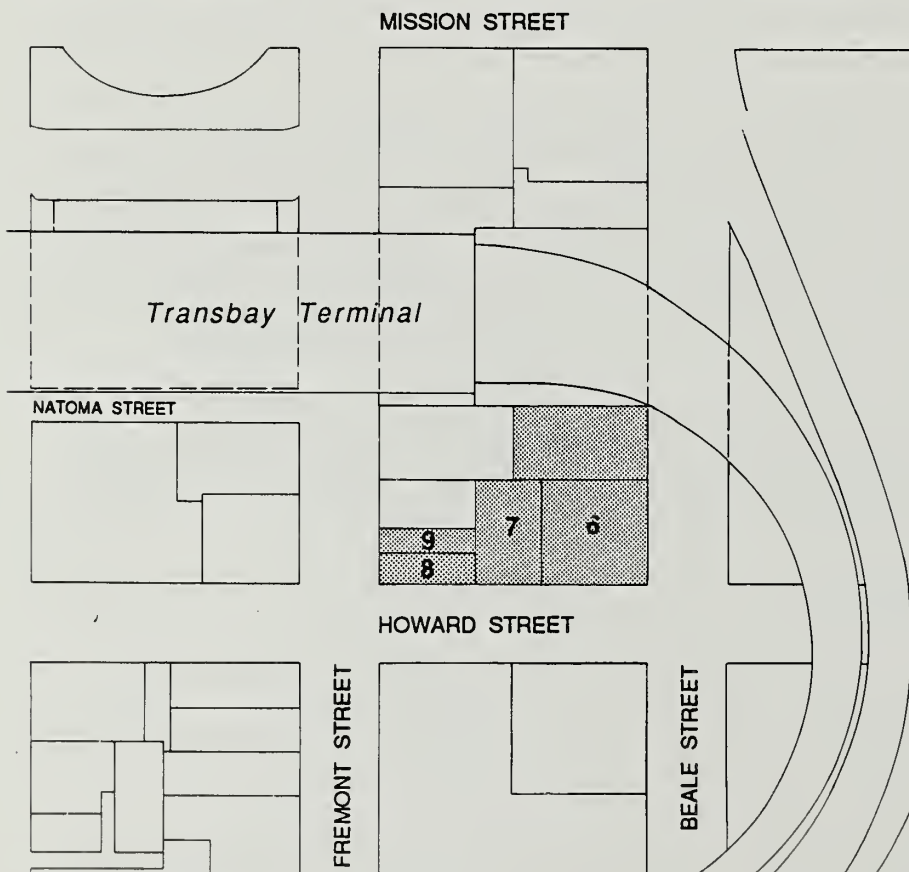 MISSION STREET
Transbay Terminal
NATOMA STREET
7
6
9
8
HOWARD STREET
FREMONT STREET
BEALE STREET